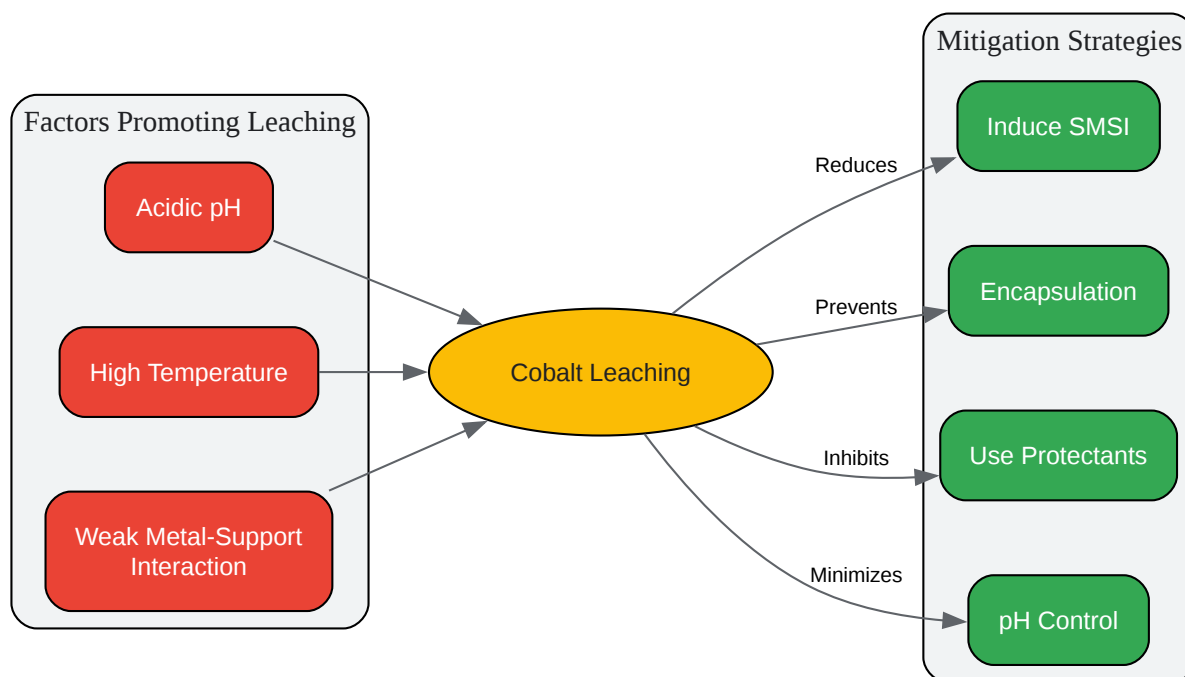 Factors Promoting Leaching
Acidic pH
High Temperature
Weak Metal-Support
Interaction
Cobalt Leaching
Reduces
Prevents
Inhibits
Minimizes
Mitigation Strategies
Induce SMSI
Encapsulation
Use Protectants
pH Control